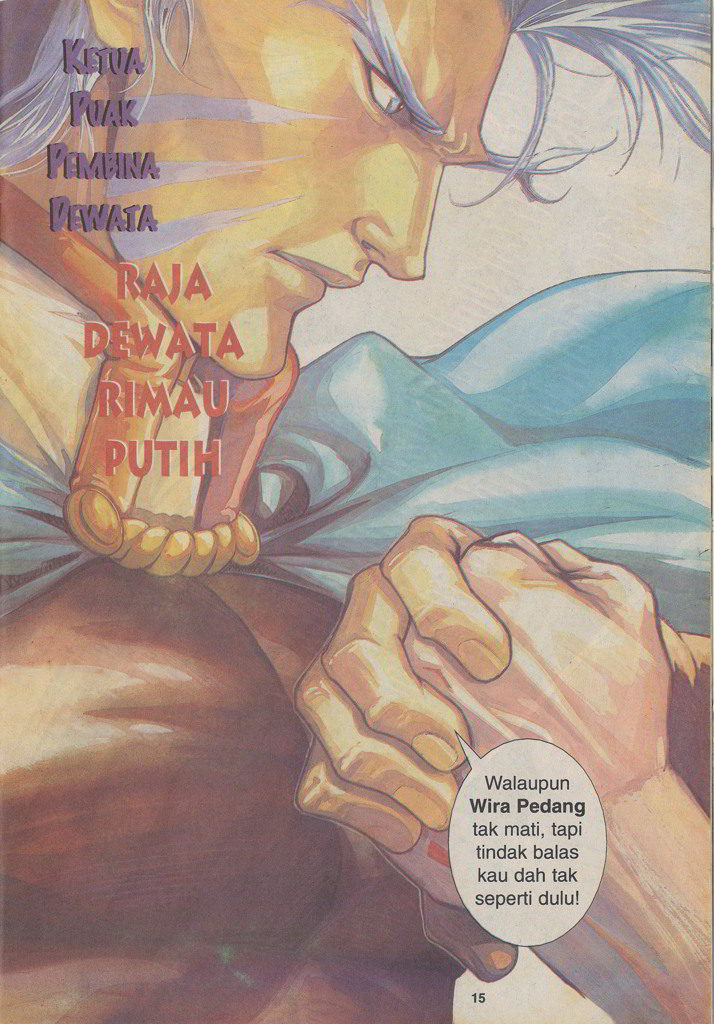 KETUA
PUAK
PEMBINA
DEWATA
RAJA
DEWATA
RIMAU
PUTIH
Walaupun
Wira Pedang
tak mati, tapi
tindak balas
kau dah tak
seperti dulu!
15